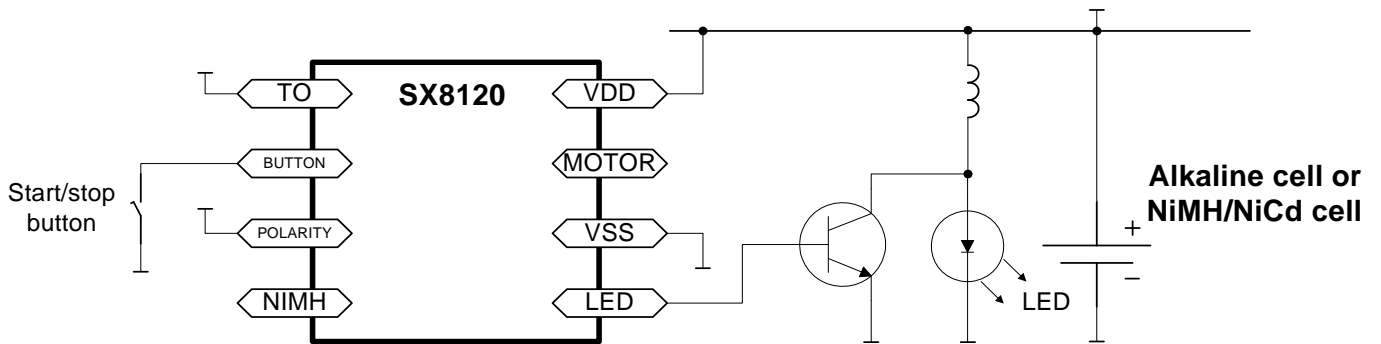 SX8120
TO
BUTTON
POLARITY
NIMH
VDD
MOTOR
VSS
LED
Start/stop
button
LED
Alkaline cell or
NiMH/NiCd cell
+
−